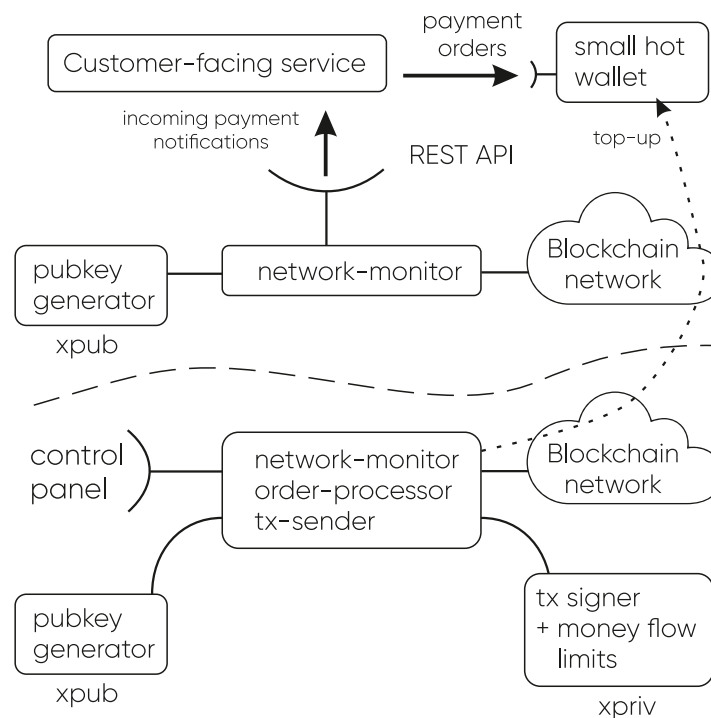 payment
orders
Customer-facing service
small hot
wallet
incoming payment
notifications
REST API
top-up
pubkey
generator
network-monitor
Blockchain
network
xpub
control
panel
network-monitor
order-processor
tx-sender
Blockchain
network
pubkey
generator
tx signer
+ money flow
limits
xpub
xpriv